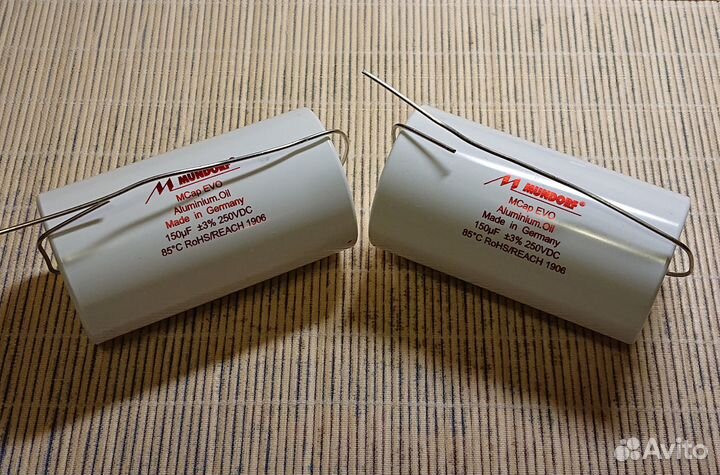 MUNDORF®
MCap EVO
Aluminium.Oil
Made in Germany
150µF ±3% 250VDC
85°C RoHS/REACH 1906
MUNDORF®
MCap EVO
Aluminium.Oil
Made in Germany
150µF ±3% 250VDC
85°C RoHS/REACH 1906
Avito